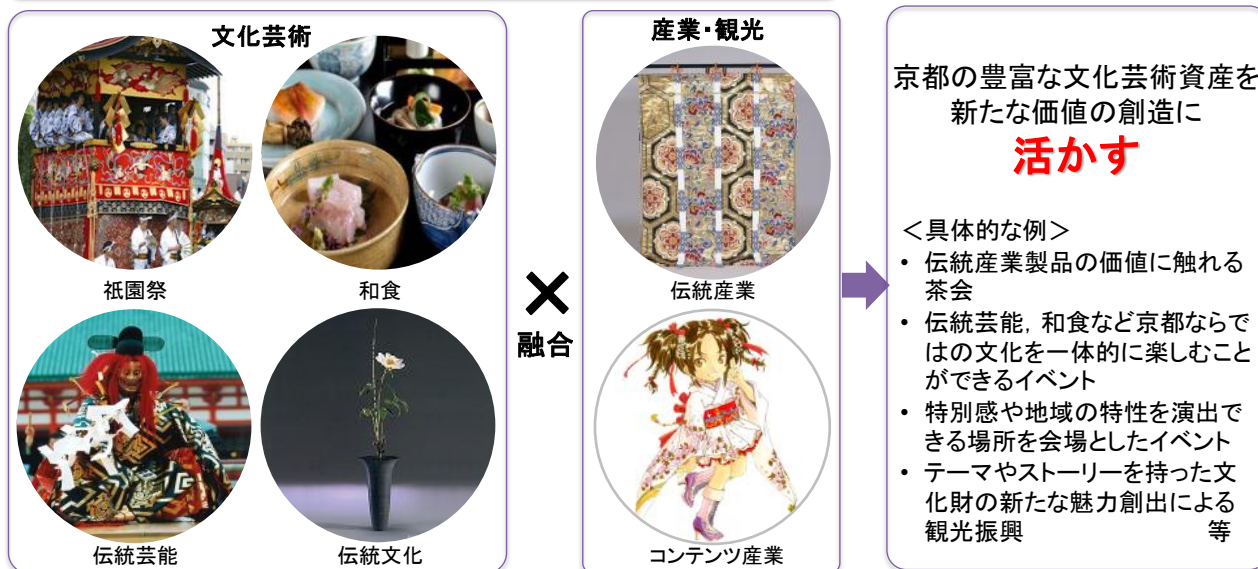 文化芸術
祇園祭
和食
伝統芸能
伝統文化
×
融合
産業・観光
伝統産業
コンテンツ産業
京都の豊富な文化芸術資産を
新たな価値の創造に
活かす
＜具体的な例＞
• 伝統産業製品の価値に触れる
茶会
• 伝統芸能，和食など京都ならで
はの文化を一体的に楽しむこと
ができるイベント
• 特別感や地域の特性を演出で
きる場所を会場としたイベント
• テーマやストーリーを持った文
化財の新たな魅力創出による
観光振興　　　　　　　　等